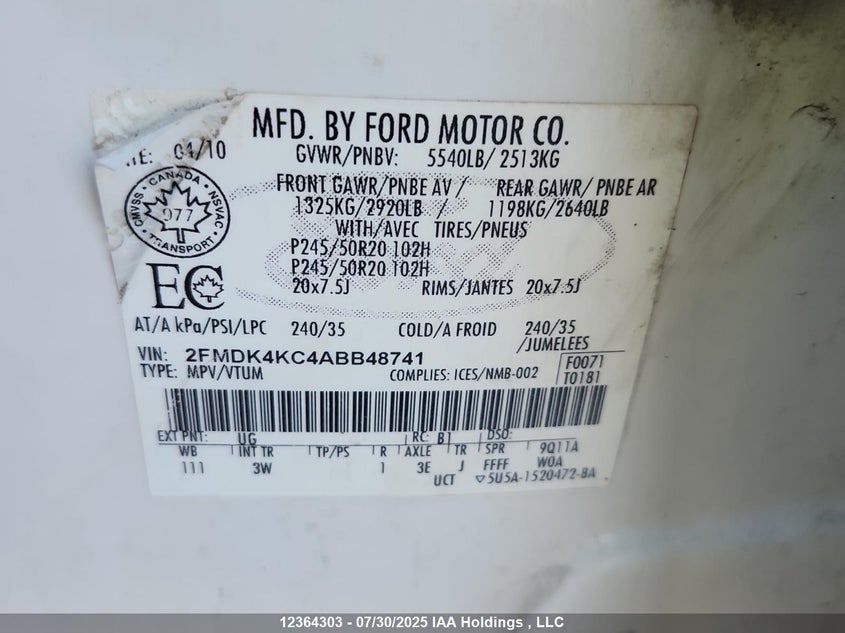 MFD. BY FORD MOTOR CO.
04/10
GVWR/PNBV: 5540LB/ 2513KG
FRONT GAWR/PNBE AV / REAR GAWR/ PNBE AR
1325KG/2920LB / 1198KG/2640LB
WITH/AVEC TIRES/PNEUS
P245/50R20 102H
P245/50R20 102H
20x7.5J RIMS/JANTES 20x7.5J
CANADA
CMVSS NSVAC
977
TRANSPORT
EC
AT/A kPa/PSI/LPC 240/35 COLD/A FROID 240/35
/JUMELEES
VIN: 2FMDK4KC4ABB48741
F0071
TYPE: MPV/VTUM COMPLIES: ICES/NMB-002
T0181
EXT PNT: UG RC: B1 DSO:
WB INT TR TP/PS R AXLE TR SPR 9Q11A
111 3W 1 3E J FFFF W0A
UCT ▽5U5A-1520472-BA
12364303 - 07/30/2025 IAA Holdings , LLC